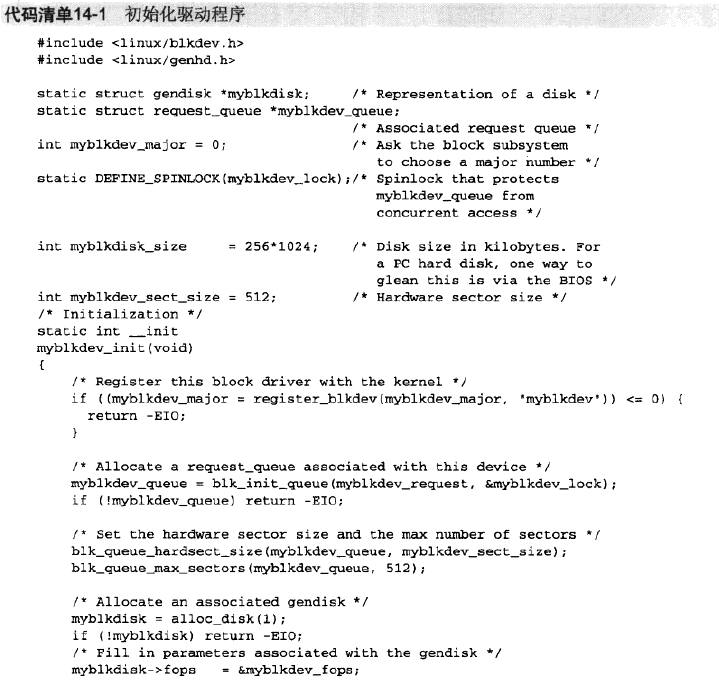 代码清单14-1 初始化驱动程序
#include <linux/blkdev.h>
#include <linux/genhd.h>
static struct gendisk *myblkdisk; /* Representation of a disk */
static struct request_queue *myblkdev_queue;
/* Associated request queue */
int myblkdev_major = 0; /* Ask the block subsystem
to choose a major number */
static DEFINE_SPINLOCK(myblkdev_lock);/* Spinlock that protects
myblkdev_queue from
concurrent access */
int myblkdisk_size = 256*1024; /* Disk size in kilobytes. For
a PC hard disk, one way to
glean this is via the BIOS */
int myblkdev_sect_size = 512; /* Hardware sector size */
/* Initialization */
static int __init
myblkdev_init(void)
{
/* Register this block driver with the kernel */
if ((myblkdev_major = register_blkdev(myblkdev_major, "myblkdev")) <= 0) {
return -EIO;
}
/* Allocate a request_queue associated with this device */
myblkdev_queue = blk_init_queue(myblkdev_request, &myblkdev_lock);
if (!myblkdev_queue) return -EIO;
/* Set the hardware sector size and the max number of sectors */
blk_queue_hardsect_size(myblkdev_queue, myblkdev_sect_size);
blk_queue_max_sectors(myblkdev_queue, 512);
/* Allocate an associated gendisk */
myblkdisk = alloc_disk(1);
if (!myblkdisk) return -EIO;
/* Fill in parameters associated with the gendisk */
myblkdisk->fops = &myblkdev_fops;